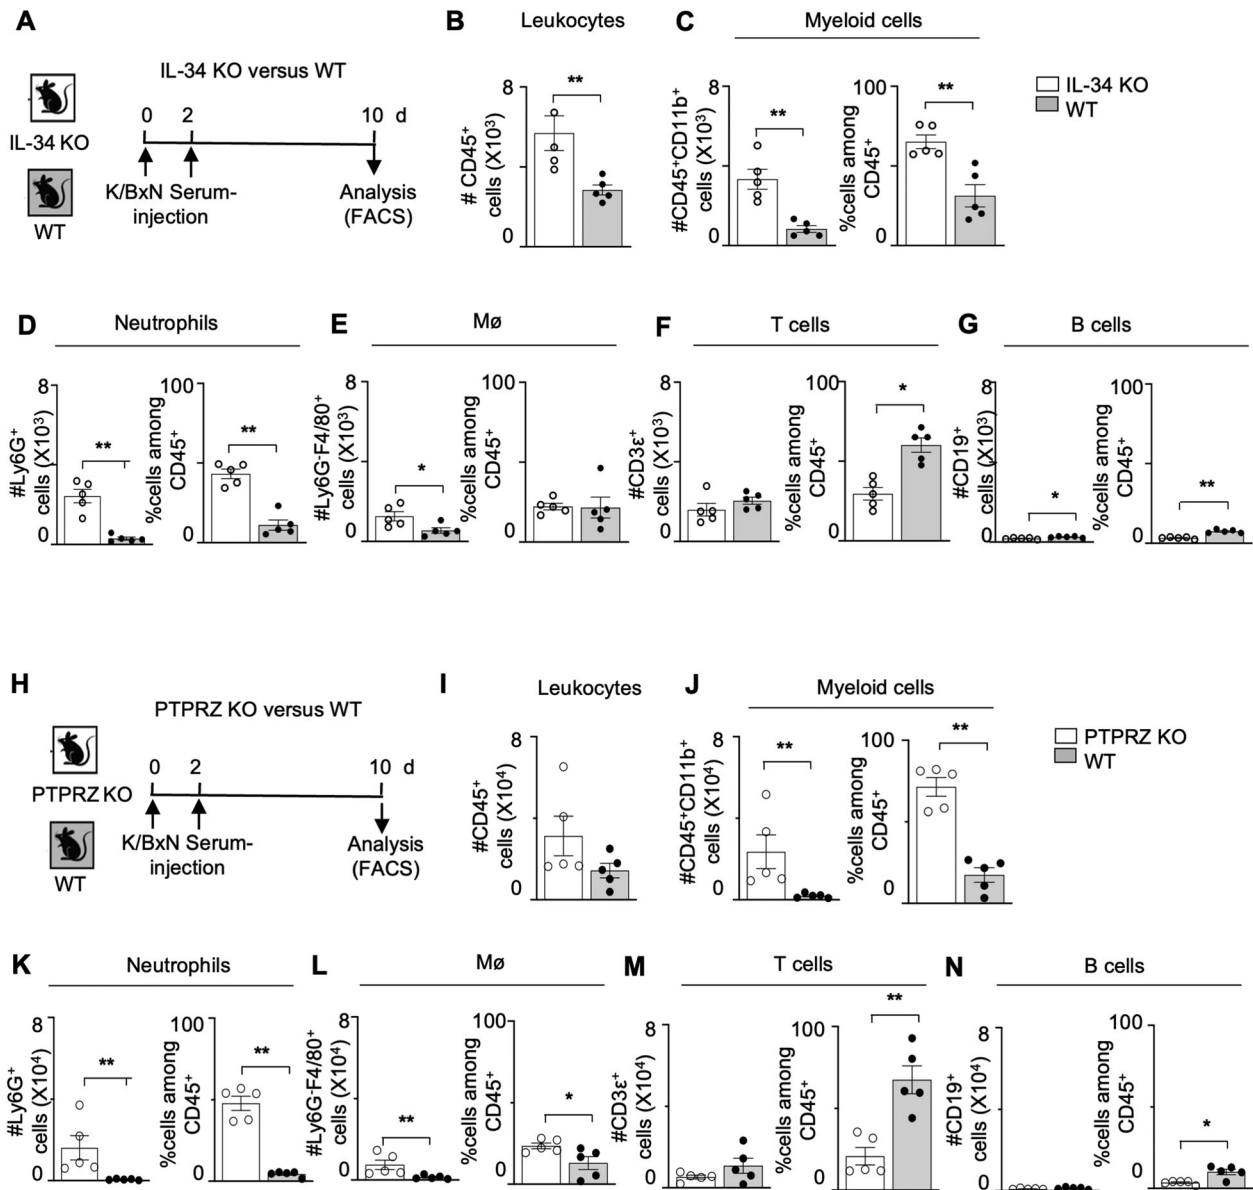 A
IL-34 KO versus WT
0 2 10 d
IL-34 KO
WT
K/BxN Serum-
injection
Analysis
(FACS)
B
Leukocytes
# CD45⁺
cells (X10³)
8
0
**
C
Myeloid cells
#CD45⁺CD11b⁺
cells (X10³)
8
0
**
%cells among
CD45⁺
100
0
**
IL-34 KO
WT
D
Neutrophils
#Ly6G⁺
cells (X10³)
8
0
**
%cells among
CD45⁺
100
0
**
E
Mø
#Ly6G⁻F4/80⁺
cells (X10³)
8
0
*
%cells among
CD45⁺
100
0
F
T cells
#CD3ε⁺
cells (X10³)
8
0
%cells among
CD45⁺
100
0
*
G
B cells
#CD19⁺
cells (X10³)
8
0
*
%cells among
CD45⁺
100
0
**
H
PTPRZ KO versus WT
0 2 10 d
PTPRZ KO
WT
K/BxN Serum-
injection
Analysis
(FACS)
I
Leukocytes
#CD45⁺
cells (X10⁴)
8
0
J
Myeloid cells
#CD45⁺CD11b⁺
cells (X10⁴)
8
0
**
%cells among
CD45⁺
100
0
**
PTPRZ KO
WT
K
Neutrophils
#Ly6G⁺
cells (X10⁴)
8
0
**
%cells among
CD45⁺
100
0
**
L
Mø
#Ly6G⁻F4/80⁺
cells (X10⁴)
8
0
**
%cells among
CD45⁺
100
0
*
M
T cells
#CD3ε⁺
cells (X10⁴)
8
0
%cells among
CD45⁺
100
0
**
N
B cells
#CD19⁺
cells (X10⁴)
8
0
%cells among
CD45⁺
100
0
*